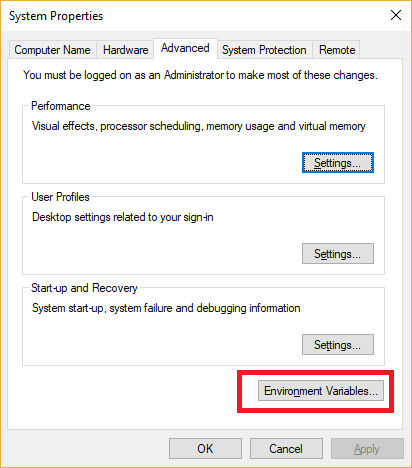 System Properties
Computer Name Hardware Advanced System Protection Remote
You must be logged on as an Administrator to make most of these changes.
Performance
Visual effects, processor scheduling, memory usage and virtual memory
Settings...
User Profiles
Desktop settings related to your sign-in
Settings...
Start-up and Recovery
System start-up, system failure and debugging information
Settings...
Environment Variables...
OK Cancel Apply